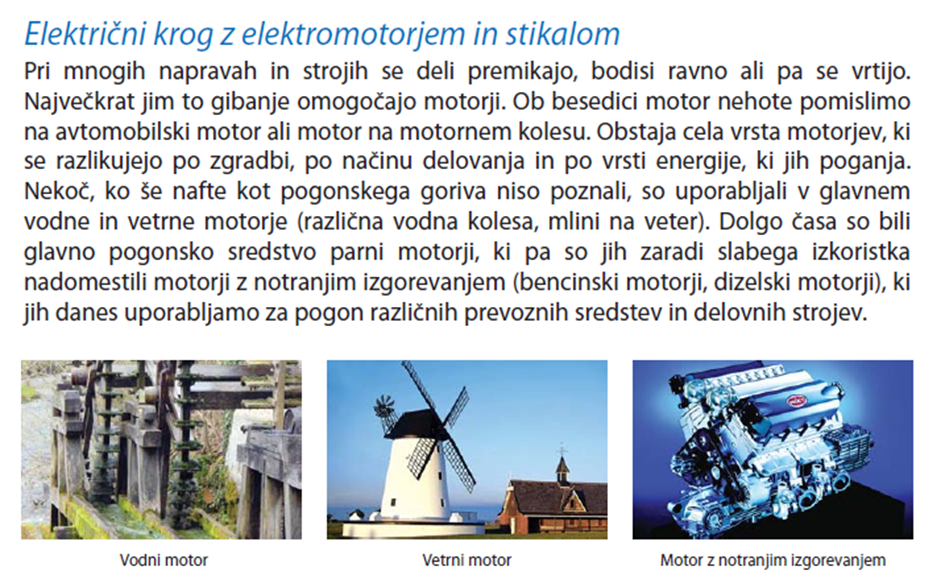 Električni krog z elektromotorjem in stikalom
Pri mnogih napravah in strojih se deli premikajo, bodisi ravno ali pa se vrtijo.
Največkrat jim to gibanje omogočajo motorji. Ob besedici motor nehote pomislimo
na avtomobilski motor ali motor na motornem kolesu. Obstaja cela vrsta motorjev, ki
se razlikujejo po zgradbi, po načinu delovanja in po vrsti energije, ki jih poganja.
Nekoč, ko še nafte kot pogonskega goriva niso poznali, so uporabljali v glavnem
vodne in vetrne motorje (različna vodna kolesa, mlini na veter). Dolgo časa so bili
glavno pogonsko sredstvo parni motorji, ki pa so jih zaradi slabega izkoristka
nadomestili motorji z notranjim izgorevanjem (bencinski motorji, dizelski motorji), ki
jih danes uporabljamo za pogon različnih prevoznih sredstev in delovnih strojev.
Vodni motor
Vetrni motor
Motor z notranjim izgorevanjem